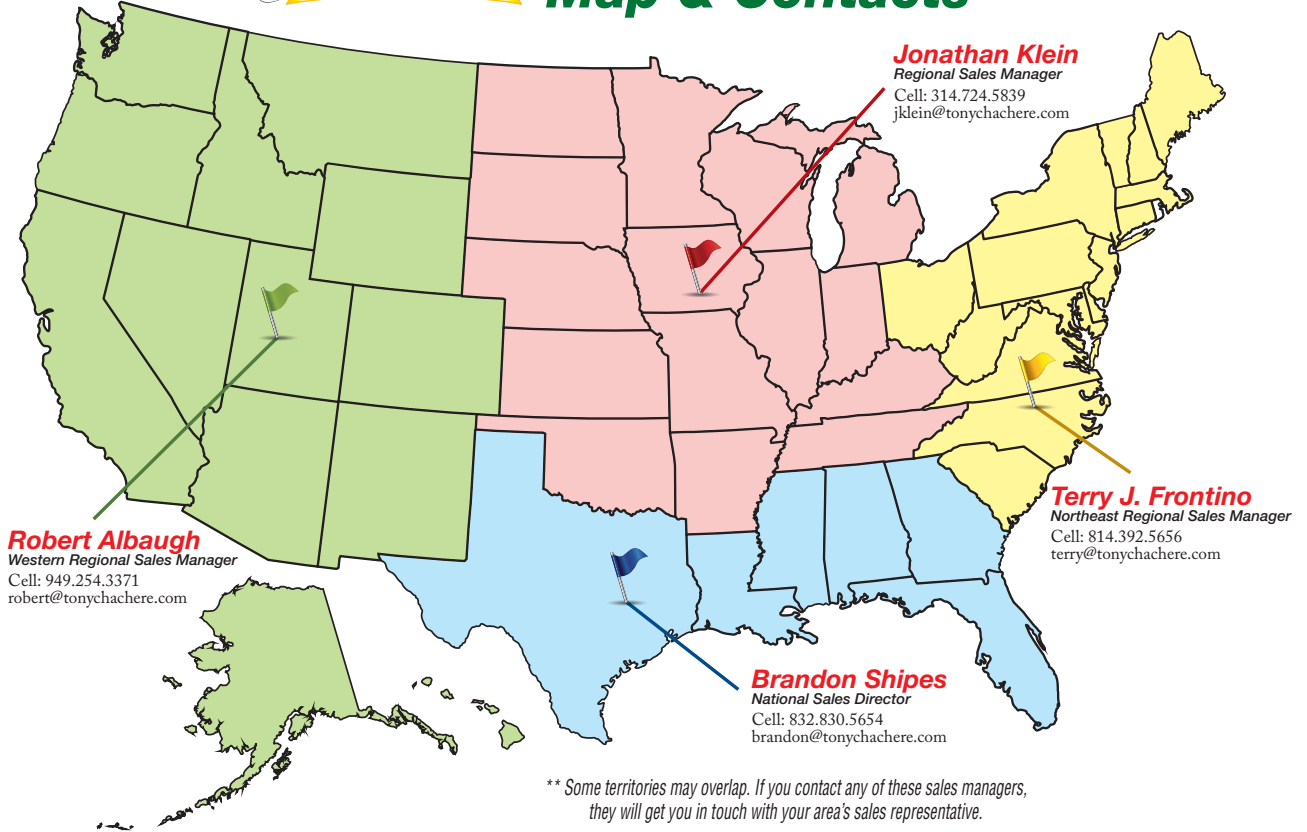 Map & Contacts
Jonathan Klein
Regional Sales Manager
Cell: 314.724.5839
jklein@tonychachere.com
Terry J. Frontino
Northeast Regional Sales Manager
Cell: 814.392.5656
terry@tonychachere.com
Robert Albaugh
Western Regional Sales Manager
Cell: 949.254.3371
robert@tonychachere.com
Brandon Shipes
National Sales Director
Cell: 832.830.5654
brandon@tonychachere.com
** Some territories may overlap. If you contact any of these sales managers,
they will get you in touch with your area's sales representative.